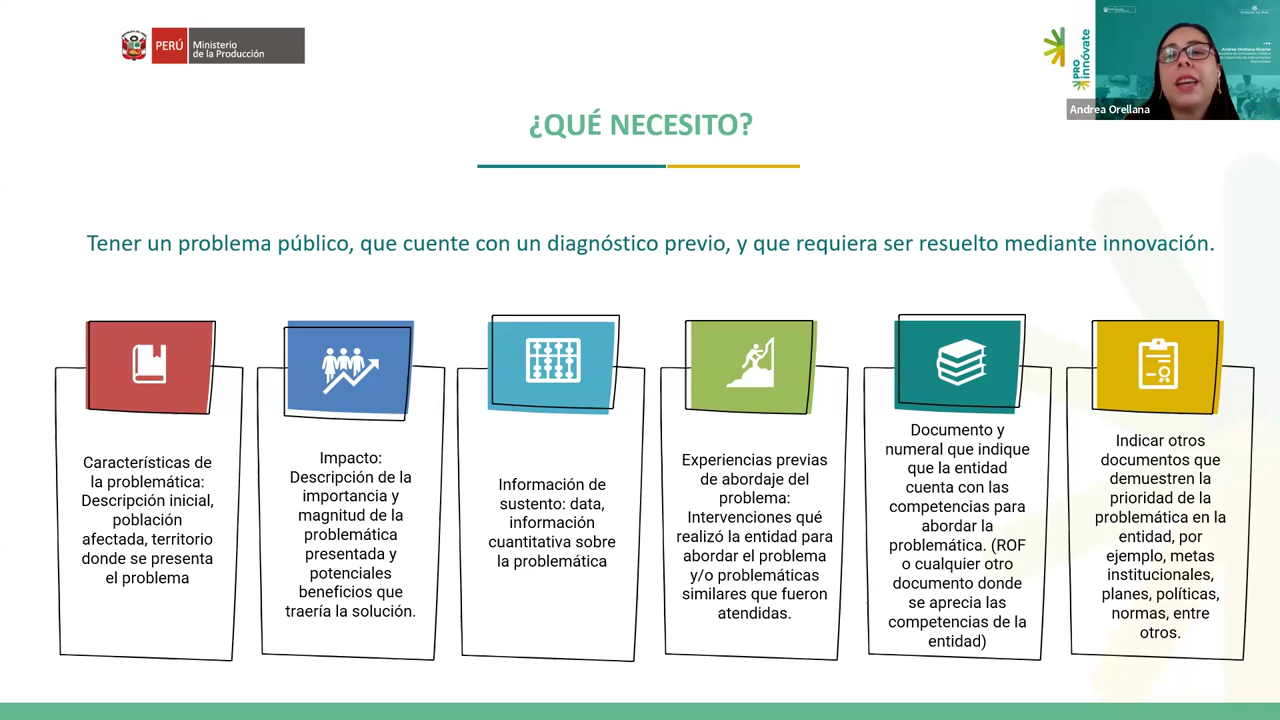 PERÚ
Ministerio
de la Producción
PRO
innóvate
Andrea Orellana Alvarez
Andrea Orellana
¿QUÉ NECESITO?
Tener un problema público, que cuente con un diagnóstico previo, y que requiera ser resuelto mediante innovación.
Características de
la problemática:
Descripción inicial,
población
afectada, territorio
donde se presenta
el problema
Impacto:
Descripción de la
importancia y
magnitud de la
problemática
presentada y
potenciales
beneficios que
traería la solución.
Información de
sustento: data,
información
cuantitativa sobre
la problemática
Experiencias previas
de abordaje del
problema:
Intervenciones qué
realizó la entidad para
abordar el problema
y/o problemáticas
similares que fueron
atendidas.
Documento y
numeral que indique
que la entidad
cuenta con las
competencias para
abordar la
problemática. (ROF
o cualquier otro
documento donde
se aprecia las
competencias de la
entidad)
Indicar otros
documentos que
demuestren la
prioridad de la
problemática en la
entidad, por
ejemplo, metas
institucionales,
planes, políticas,
normas, entre
otros.